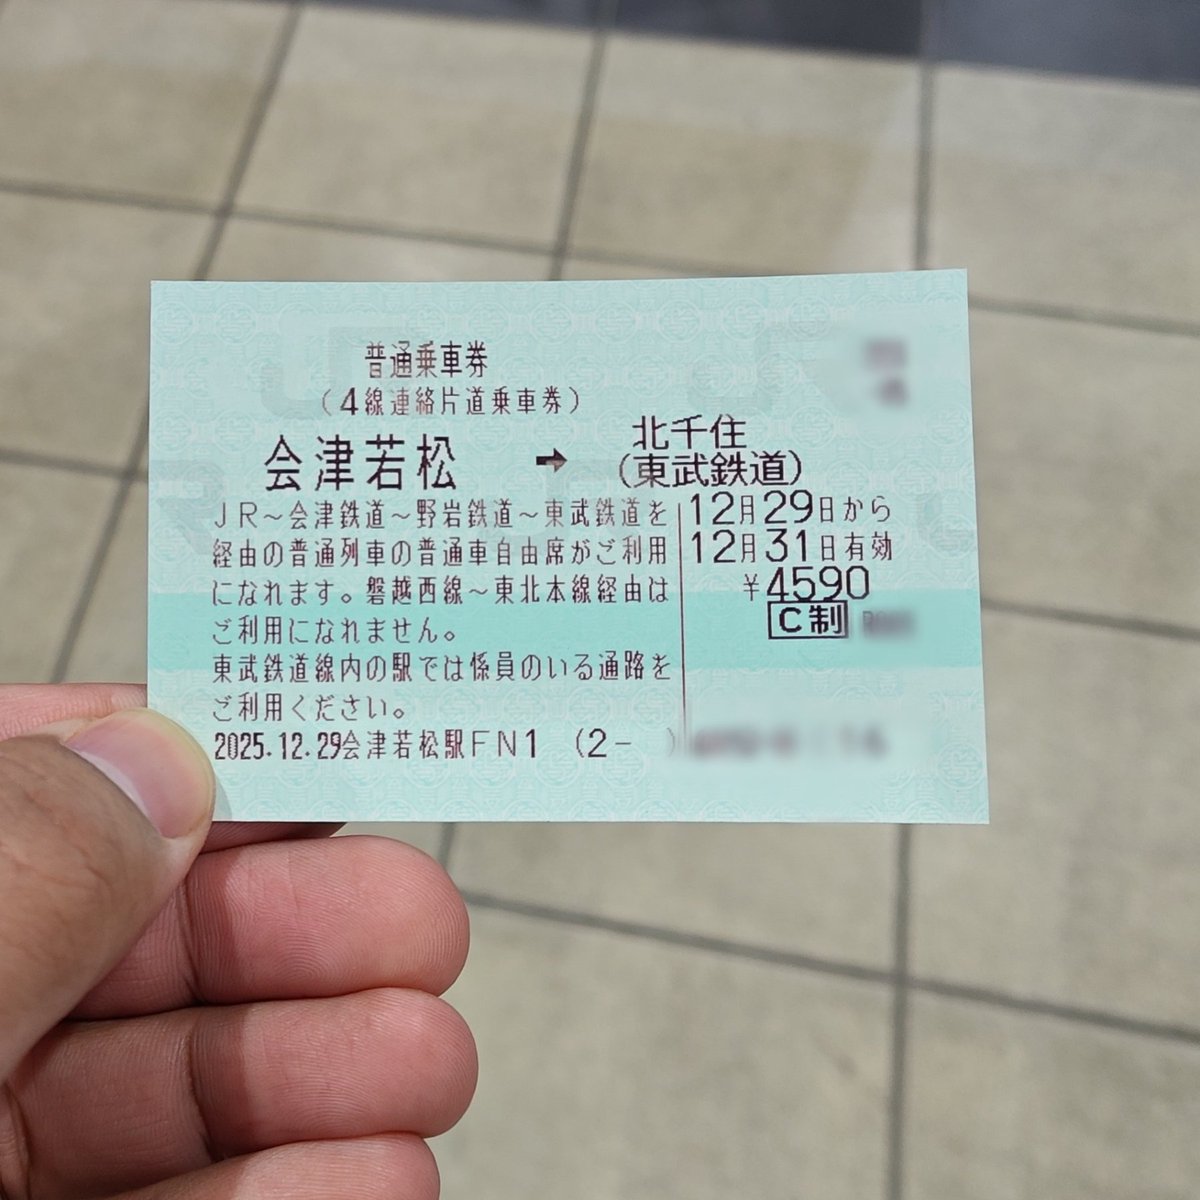 普通乗車券
(4線連絡片道乗車券)
会津若松 ➡ 北千住
(東武鉄道)
JR～会津鉄道～野岩鉄道～東武鉄道を
経由の普通列車の普通車自由席がご利用
になれます。磐越西線～東北本線経由は
ご利用になれません。
東武鉄道線内の駅では係員のいる通路を
ご利用ください。
12月29日から
12月31日有効
¥4590
C制
2025.12.29会津若松駅FN1 (2- )